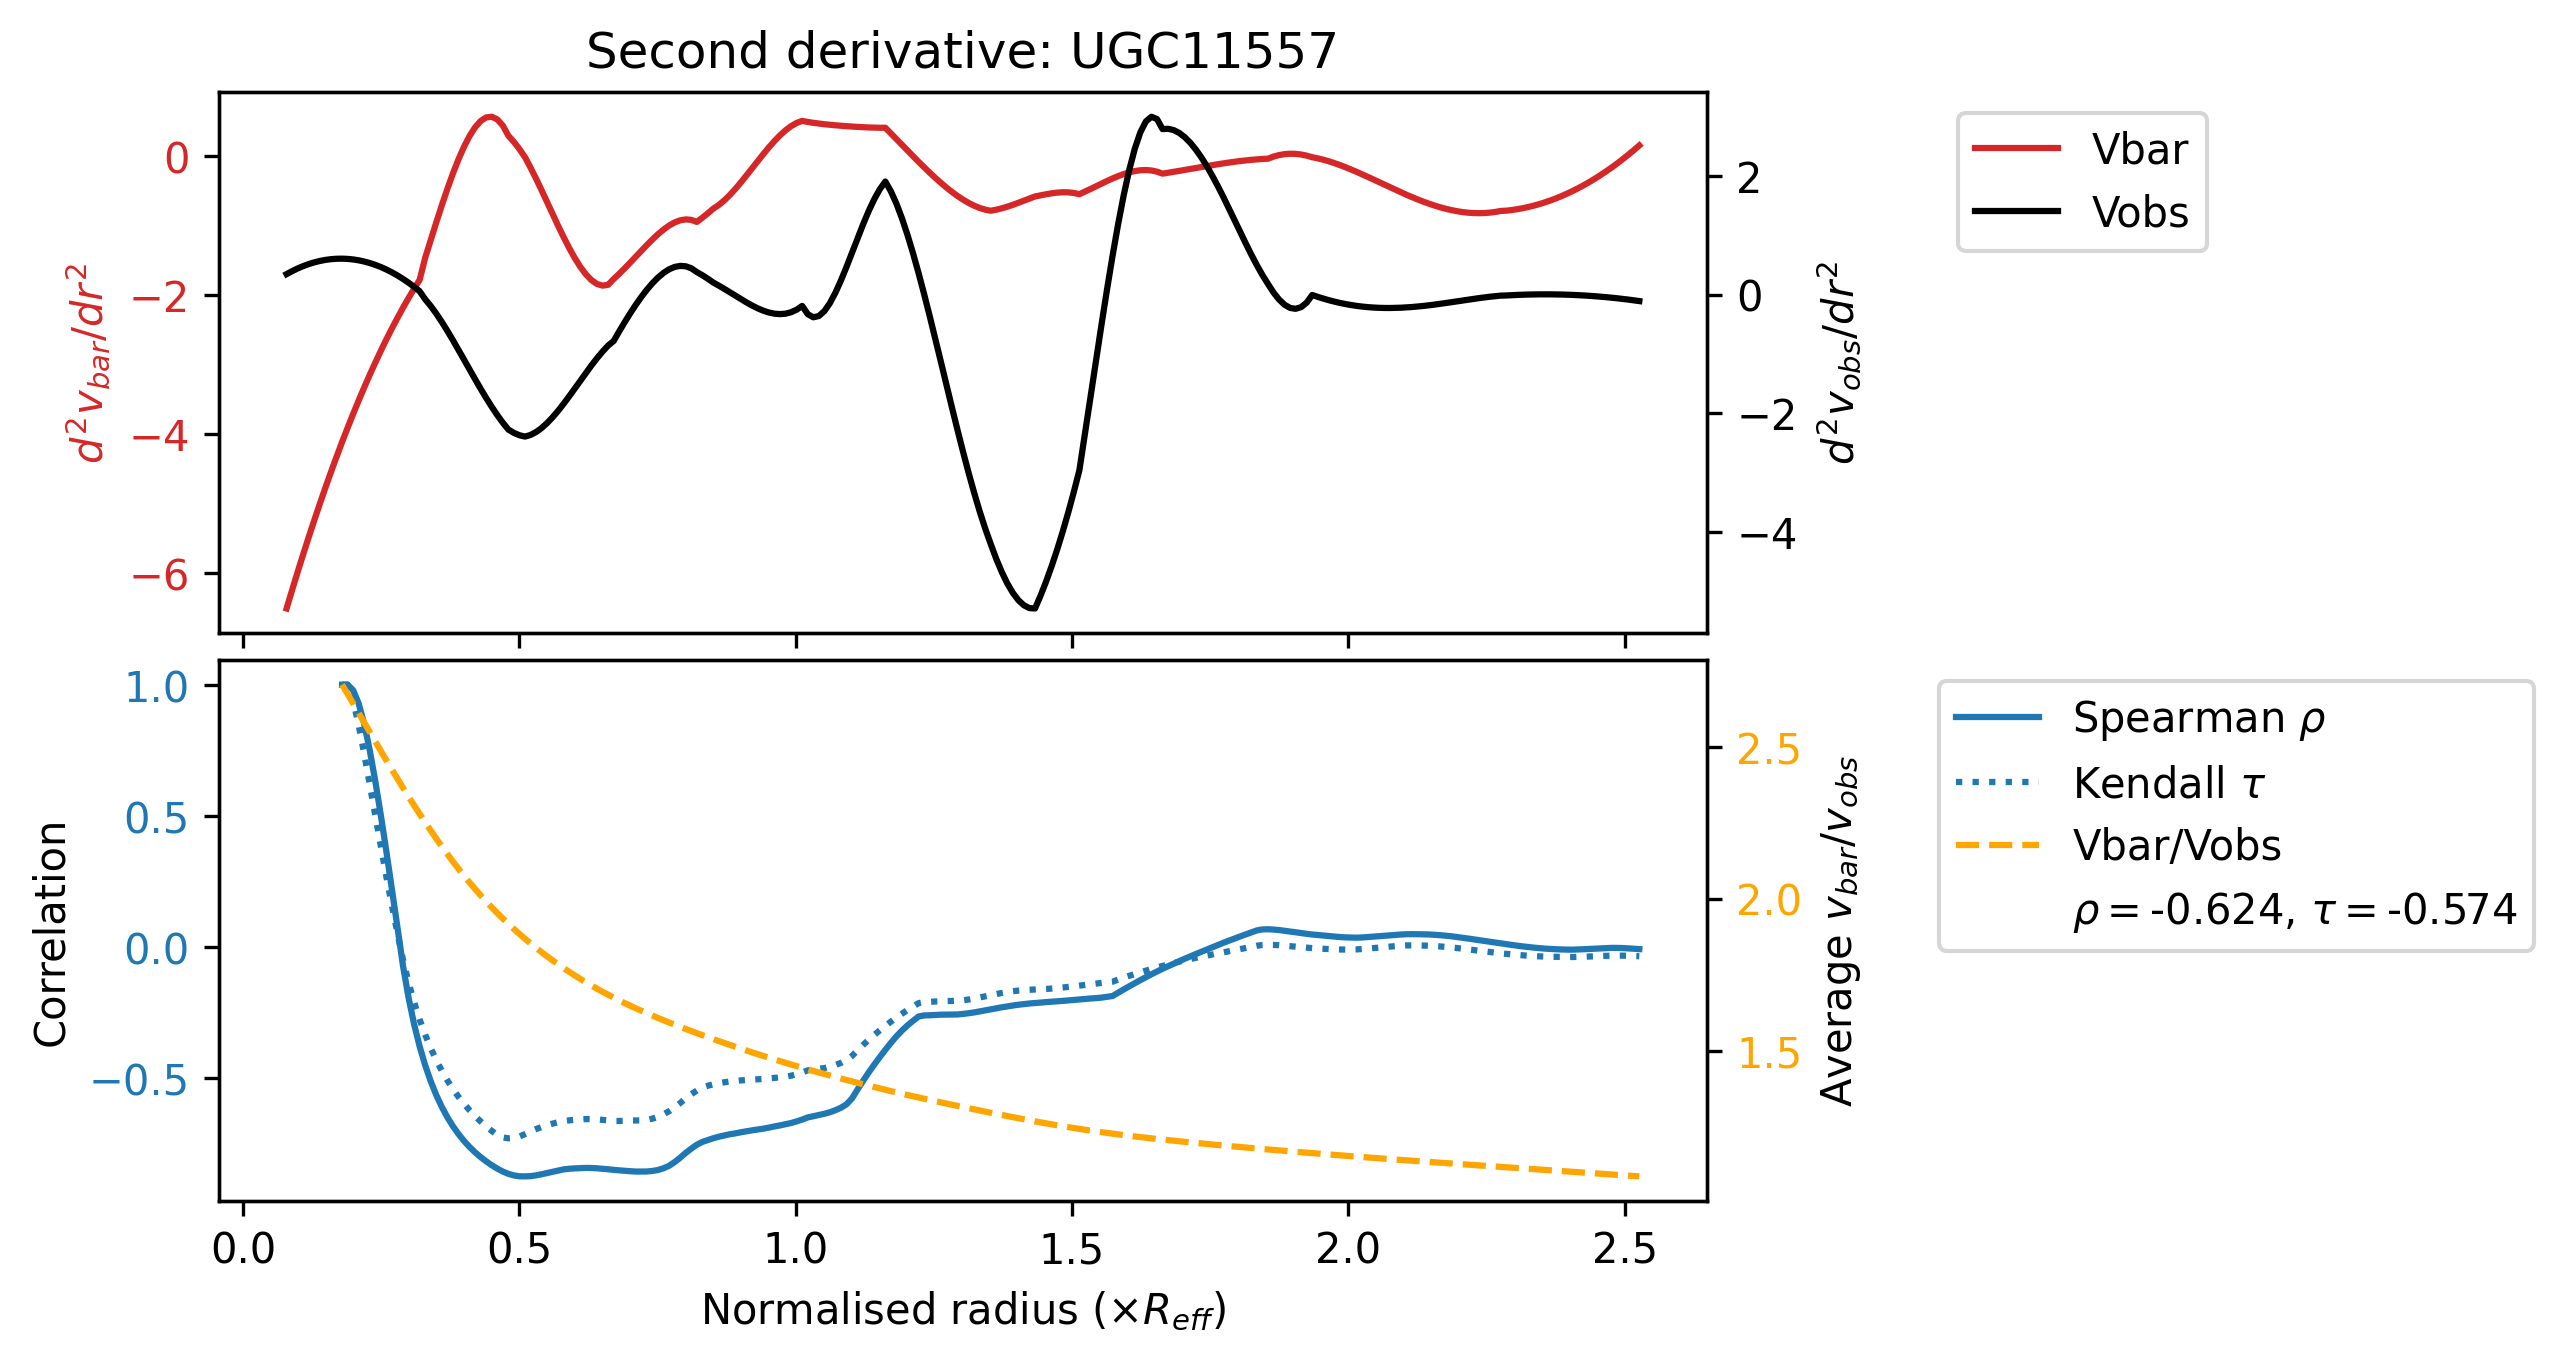 Second derivative: UGC11557
0
−2
−4
−6
d²v_bar/dr²
2
0
−2
−4
d²v_obs/dr²
Vbar
Vobs
1.0
0.5
0.0
−0.5
Correlation
2.5
2.0
1.5
Average v_bar/v_obs
Spearman ρ
Kendall τ
Vbar/Vobs
ρ = -0.624, τ = -0.574
0.0 0.5 1.0 1.5 2.0 2.5
Normalised radius (×R_eff)